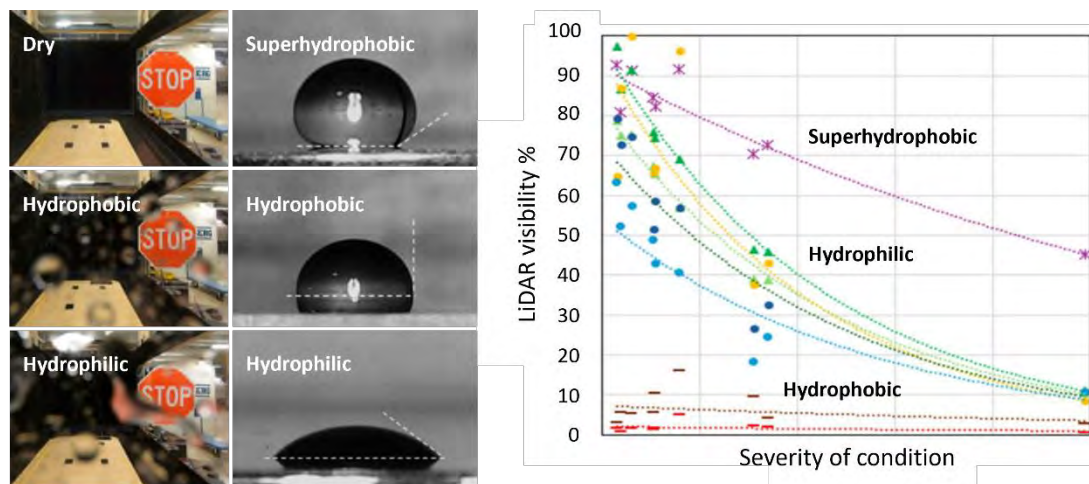 Dry
STOP
Superhydrophobic
Hydrophobic
STOP
Hydrophobic
Hydrophilic
STOP
Hydrophilic
LiDAR visibility %
100
90
80
70
60
50
40
30
20
10
0
Superhydrophobic
Hydrophilic
Hydrophobic
Severity of condition